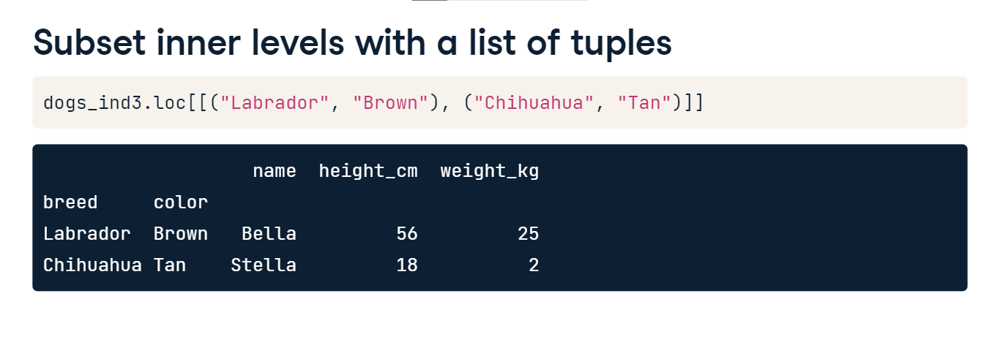 Subset inner levels with a list of tuples
dogs_ind3.loc[[("Labrador", "Brown"), ("Chihuahua", "Tan")]]
name height_cm weight_kg
breed color
Labrador Brown Bella 56 25
Chihuahua Tan Stella 18 2